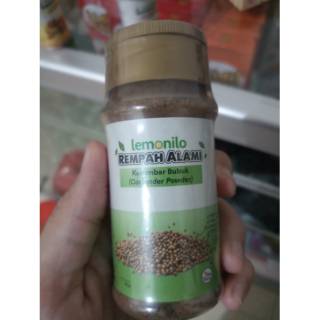 lemonilo
REMPAH ALAMI
Ketumbar Bubuk
(Coriander Powder)